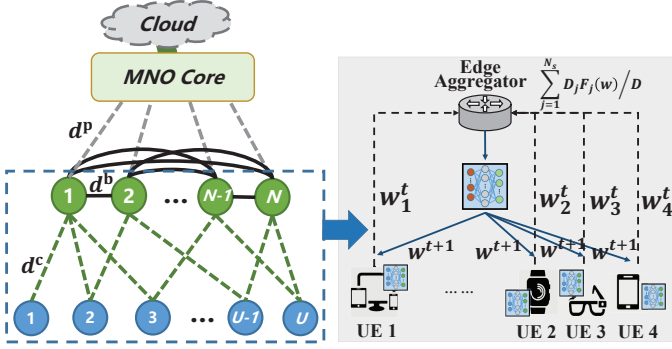 Cloud
MNO Core
d^p
d^b
1 2 ... N-1 N
d^c
1 2 3 ... U-1 U
Edge
Aggregator
\sum_{j=1}^{N_s} D_j F_j(w) / D
w_1^t w_2^t w_3^t w_4^t
w^{t+1} w^{t+1} w^{t+1} w^{t+1}
... ...
UE 1 UE 2 UE 3 UE 4